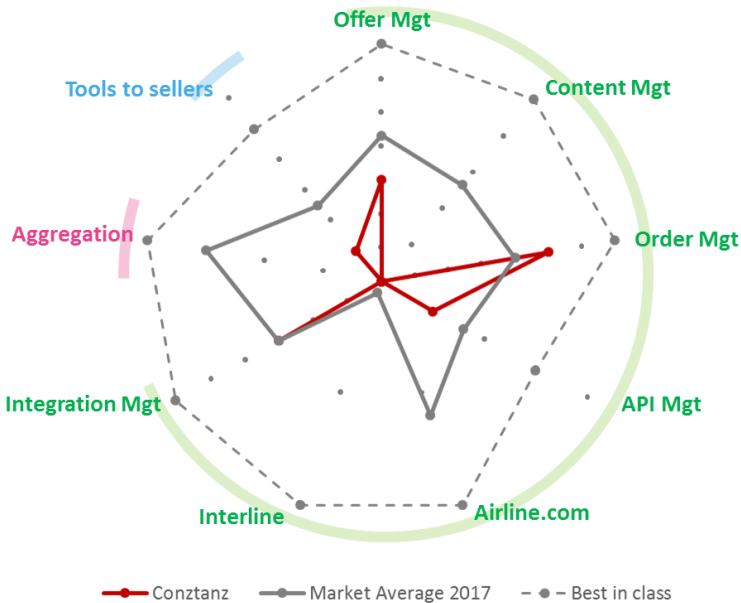 Offer Mgt
Tools to sellers
Content Mgt
Aggregation
Order Mgt
Integration Mgt
API Mgt
Interline
Airline.com
Conztanz
Market Average 2017
Best in class